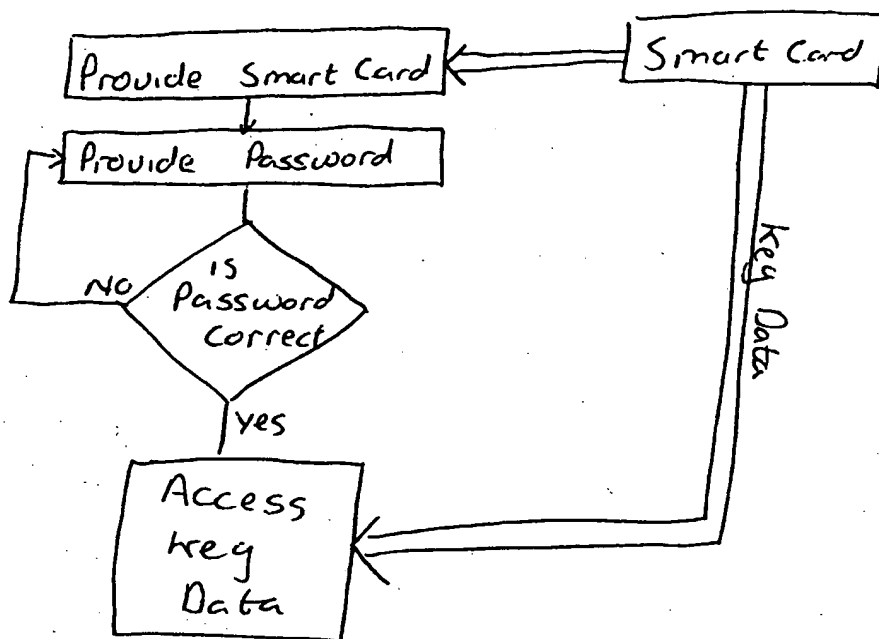 Provide Smart Card
Smart Card
Provide Password
NO
is
Password
Correct
Yes
Key Data
Access
Key
Data